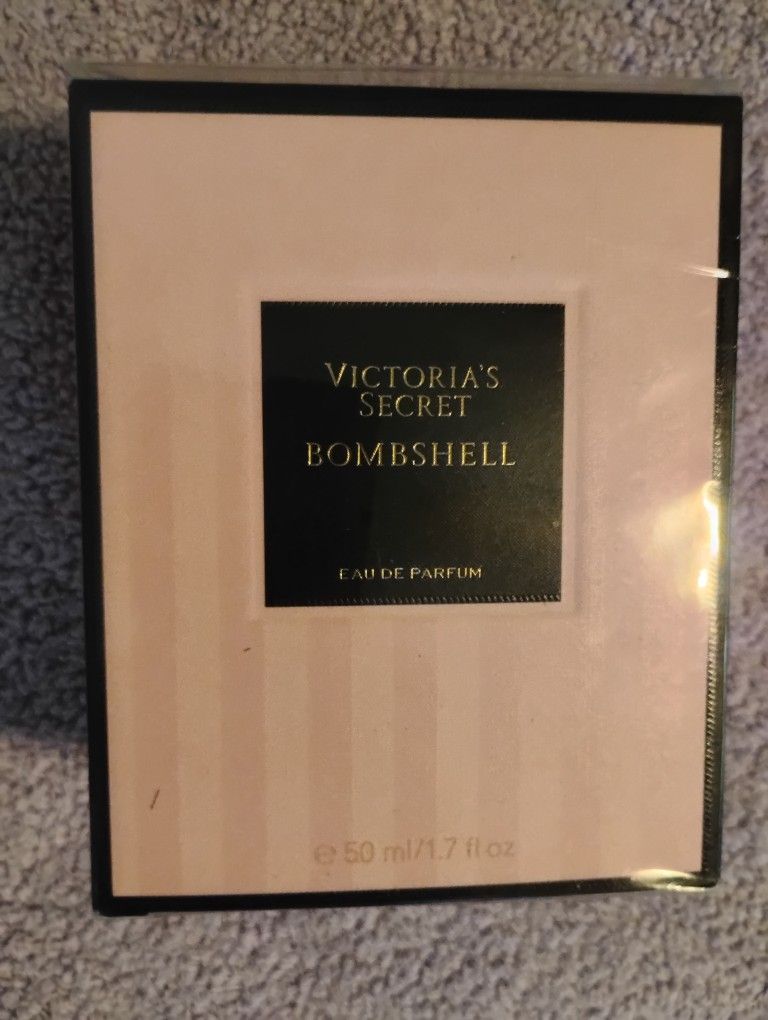 VICTORIA'S
SECRET
BOMBSHELL
EAU DE PARFUM
℮ 50 ml/1.7 fl oz